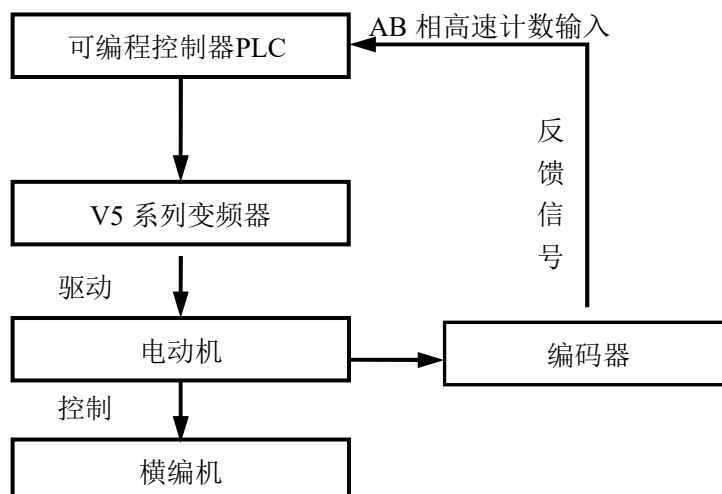 AB 相高速计数输入
可编程控制器PLC
反
馈
信
号
V5 系列变频器
驱动
电动机
编码器
控制
横编机